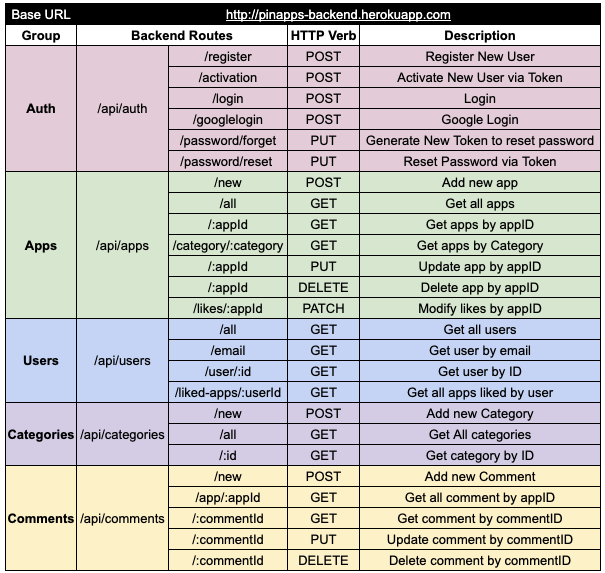 Base URL http://pinapps-backend.herokuapp.com
Group Backend Routes HTTP Verb Description
Auth /api/auth /register POST Register New User
/activation POST Activate New User via Token
/login POST Login
/googlelogin POST Google Login
/password/forget PUT Generate New Token to reset password
/password/reset PUT Reset Password via Token
Apps /api/apps /new POST Add new app
/all GET Get all apps
/:appId GET Get apps by appID
/category/:category GET Get apps by Category
/:appId PUT Update app by appID
/:appId DELETE Delete app by appID
/likes/:appId PATCH Modify likes by appID
Users /api/users /all GET Get all users
/email GET Get user by email
/user/:id GET Get user by ID
/liked-apps/:userId GET Get all apps liked by user
Categories /api/categories /new POST Add new Category
/all GET Get All categories
/:id GET Get category by ID
Comments /api/comments /new POST Add new Comment
/app/:appId GET Get all comment by appID
/:commentId GET Get comment by commentID
/:commentId PUT Update comment by commentID
/:commentId DELETE Delete comment by commentID